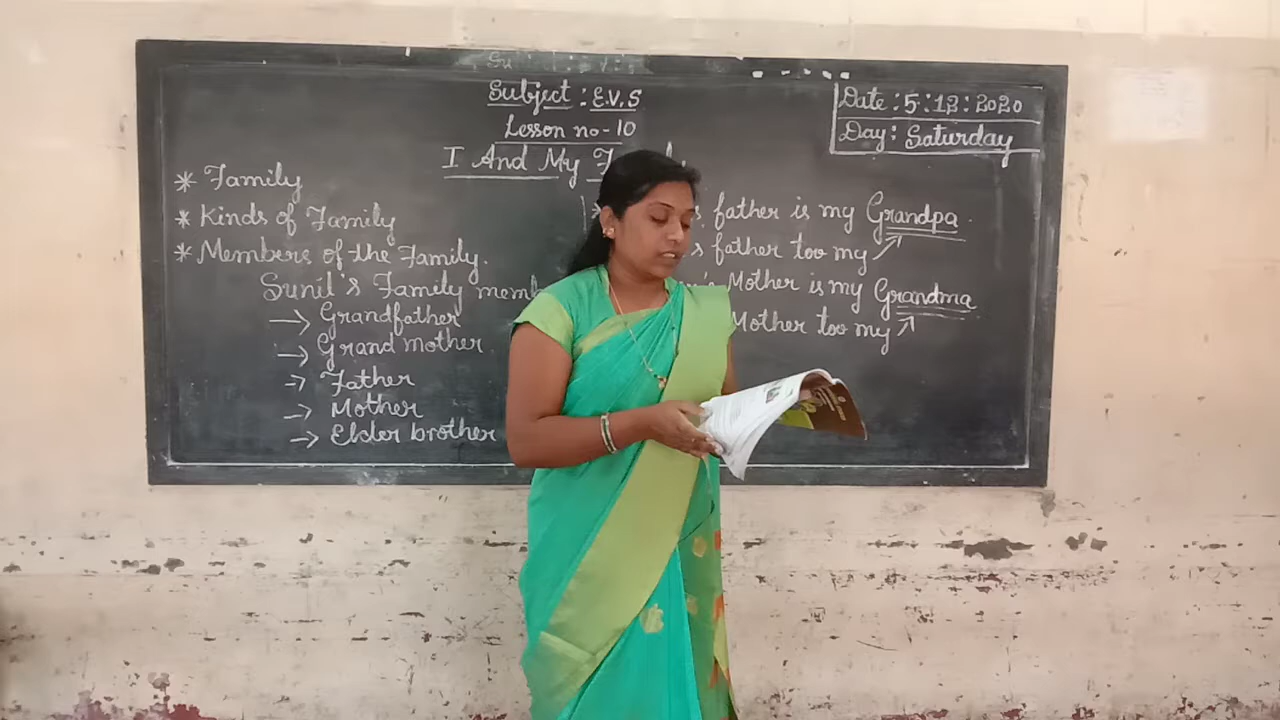 Subject : E.V.S
Lesson no - 10
I And My
Date : 5 : 12 : 2020
Day : Saturday
* Family
* Kinds of Family
* Members of the Family.
Sunil's Family
→ Grandfather
→ Grand mother
→ Father
→ Mother
→ Elder brother
father is my Grandpa.
father too my ↗
Mother is my Grandma
Mother too my ↗